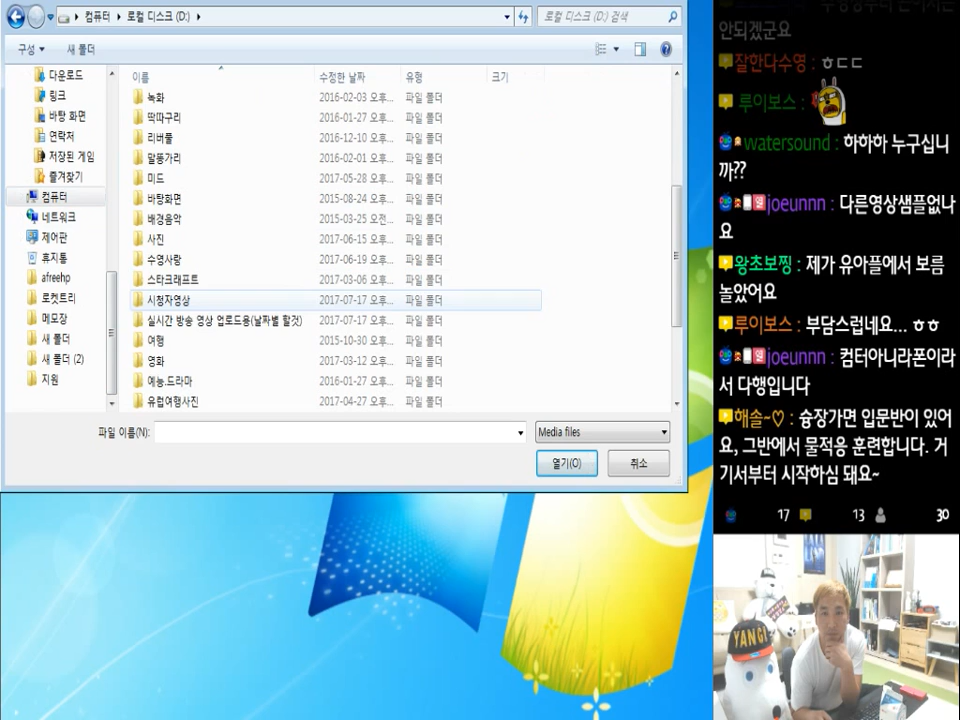 컴퓨터 ▸ 로컬 디스크 (D:) ▸
로컬 디스크 (D:) 검색
구성 ▾ 새 폴더
다운로드
링크
바탕 화면
연락처
저장된 게임
즐겨찾기
컴퓨터
네트워크
제어판
휴지통
afreehp
로켓트리
메모장
새 폴더
새 폴더 (2)
지원
이름 수정한 날짜 유형 크기
녹화 2016-02-03 오후... 파일 폴더
딱따구리 2016-01-27 오후... 파일 폴더
리버풀 2016-12-10 오후... 파일 폴더
말똥가리 2016-02-01 오후... 파일 폴더
미드 2017-05-28 오후... 파일 폴더
바탕화면 2015-08-24 오후... 파일 폴더
배경음악 2015-03-25 오전... 파일 폴더
사진 2017-06-15 오후... 파일 폴더
수영사랑 2017-06-19 오후... 파일 폴더
스타크래프트 2017-03-06 오후... 파일 폴더
시청자영상 2017-07-17 오후... 파일 폴더
실시간 방송 영상 업로드용(날짜별 할것) 2017-07-17 오후... 파일 폴더
여행 2015-10-30 오후... 파일 폴더
영화 2017-03-12 오후... 파일 폴더
예능.드라마 2016-01-27 오후... 파일 폴더
유럽여행사진 2017-04-27 오후... 파일 폴더
파일 이름(N):
Media files
열기(O) 취소
안되겠군요
잘한다수영 : ㅎㄷㄷ
루이보스 :
watersound : 하하하 누구십니
까??
joeunnn : 다른영상샘플없나
요
왕초보찡 : 제가 유아풀에서 보름
놀았어요
루이보스 : 부담스럽네요... ㅎㅎ
joeunnn : 컴터아니라폰이라
서 다행입니다
해솔~♡ : 슝장가면 입문반이 있어
요, 그반에서 물적응 훈련합니다. 거
기서부터 시작하심 돼요~
17 13 30
YANGI